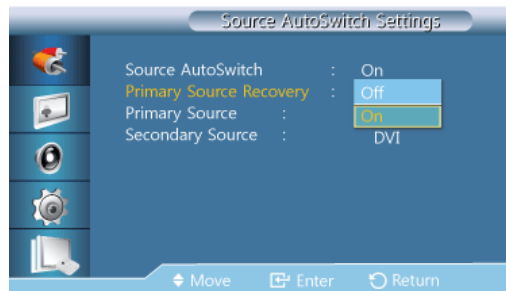 Source AutoSwitch Settings
Source AutoSwitch : On
Primary Source Recovery : Off
Primary Source : On
Secondary Source : DVI
Move Enter Return